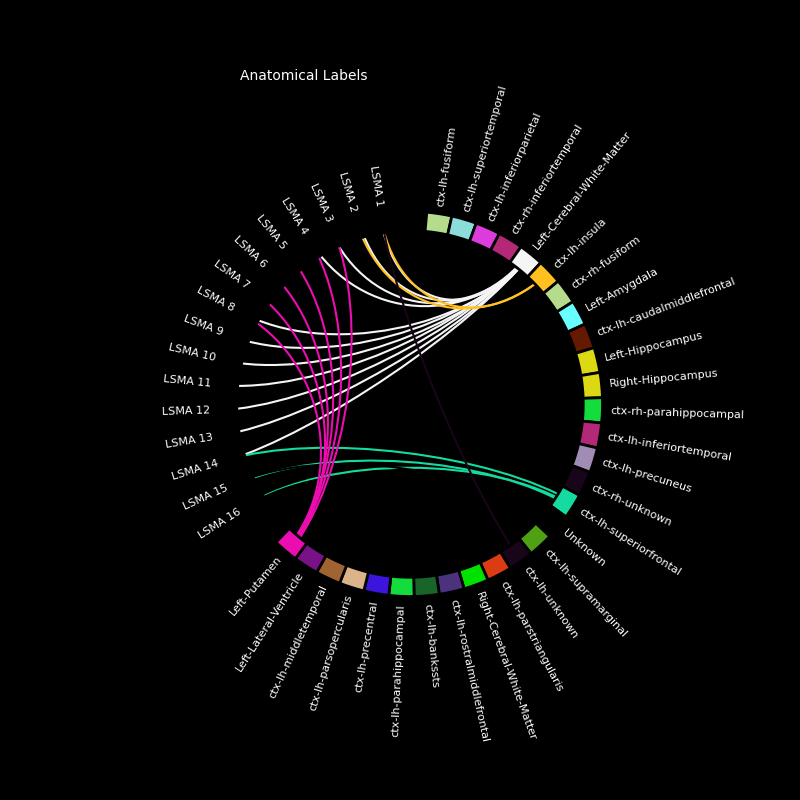 Anatomical Labels
LSMA 1
LSMA 2
LSMA 3
LSMA 4
LSMA 5
LSMA 6
LSMA 7
LSMA 8
LSMA 9
LSMA 10
LSMA 11
LSMA 12
LSMA 13
LSMA 14
LSMA 15
LSMA 16
ctx-lh-fusiform
ctx-lh-superiortemporal
ctx-lh-inferiorparietal
ctx-rh-inferiortemporal
Left-Cerebral-White-Matter
ctx-lh-insula
ctx-rh-fusiform
Left-Amygdala
ctx-lh-caudalmiddlefrontal
Left-Hippocampus
Right-Hippocampus
ctx-rh-parahippocampal
ctx-lh-inferiortemporal
ctx-lh-precuneus
ctx-rh-unknown
ctx-lh-superiorfrontal
Unknown
ctx-lh-supramarginal
ctx-lh-unknown
ctx-lh-parstriangularis
Right-Cerebral-White-Matter
ctx-lh-rostralmiddlefrontal
ctx-lh-bankssts
ctx-lh-parahippocampal
ctx-lh-precentral
ctx-lh-parsopercularis
ctx-lh-middletemporal
Left-Lateral-Ventricle
Left-Putamen